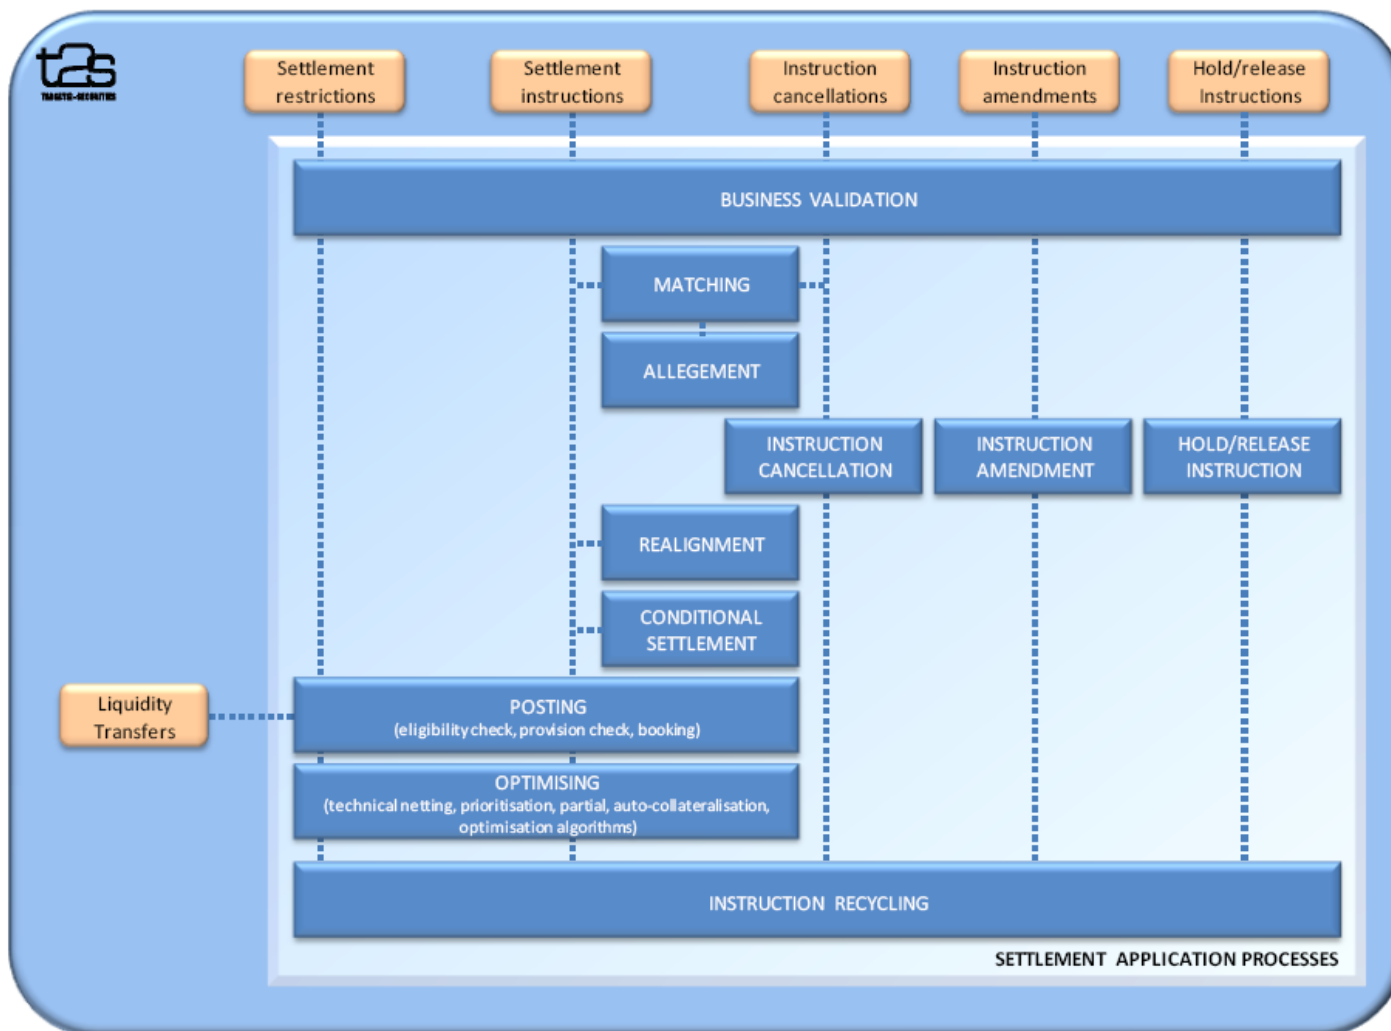 t2s
TARGET2-SECURITIES
Settlement
restrictions
Settlement
instructions
Instruction
cancellations
Instruction
amendments
Hold/release
Instructions
BUSINESS VALIDATION
MATCHING
ALLEGEMENT
INSTRUCTION
CANCELLATION
INSTRUCTION
AMENDMENT
HOLD/RELEASE
INSTRUCTION
REALIGNMENT
CONDITIONAL
SETTLEMENT
Liquidity
Transfers
POSTING
(eligibility check, provision check, booking)
OPTIMISING
(technical netting, prioritisation, partial, auto-collateralisation,
optimisation algorithms)
INSTRUCTION RECYCLING
SETTLEMENT APPLICATION PROCESSES